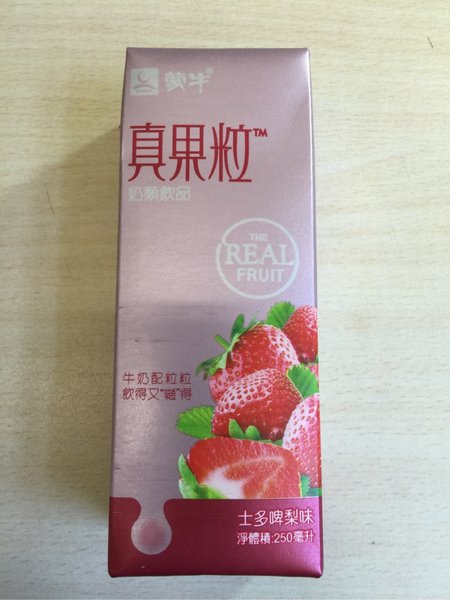 蒙牛®
真果粒™
奶類飲品
THE
REAL
FRUIT
牛奶配粒粒
飲得又"嚡"得
士多啤梨味
淨體積:250毫升